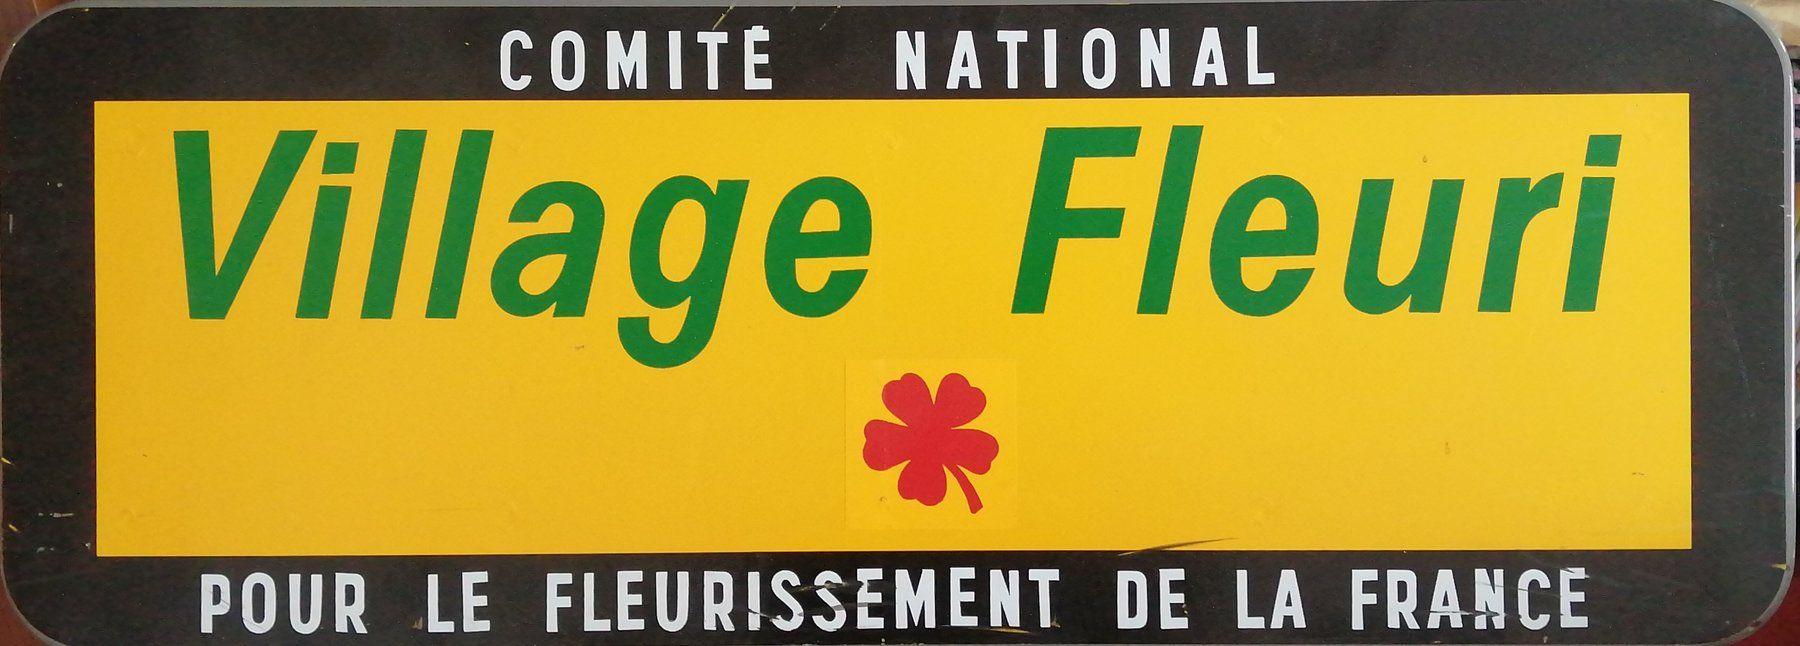 COMITÉ NATIONAL
Village Fleuri
POUR LE FLEURISSEMENT DE LA FRANCE